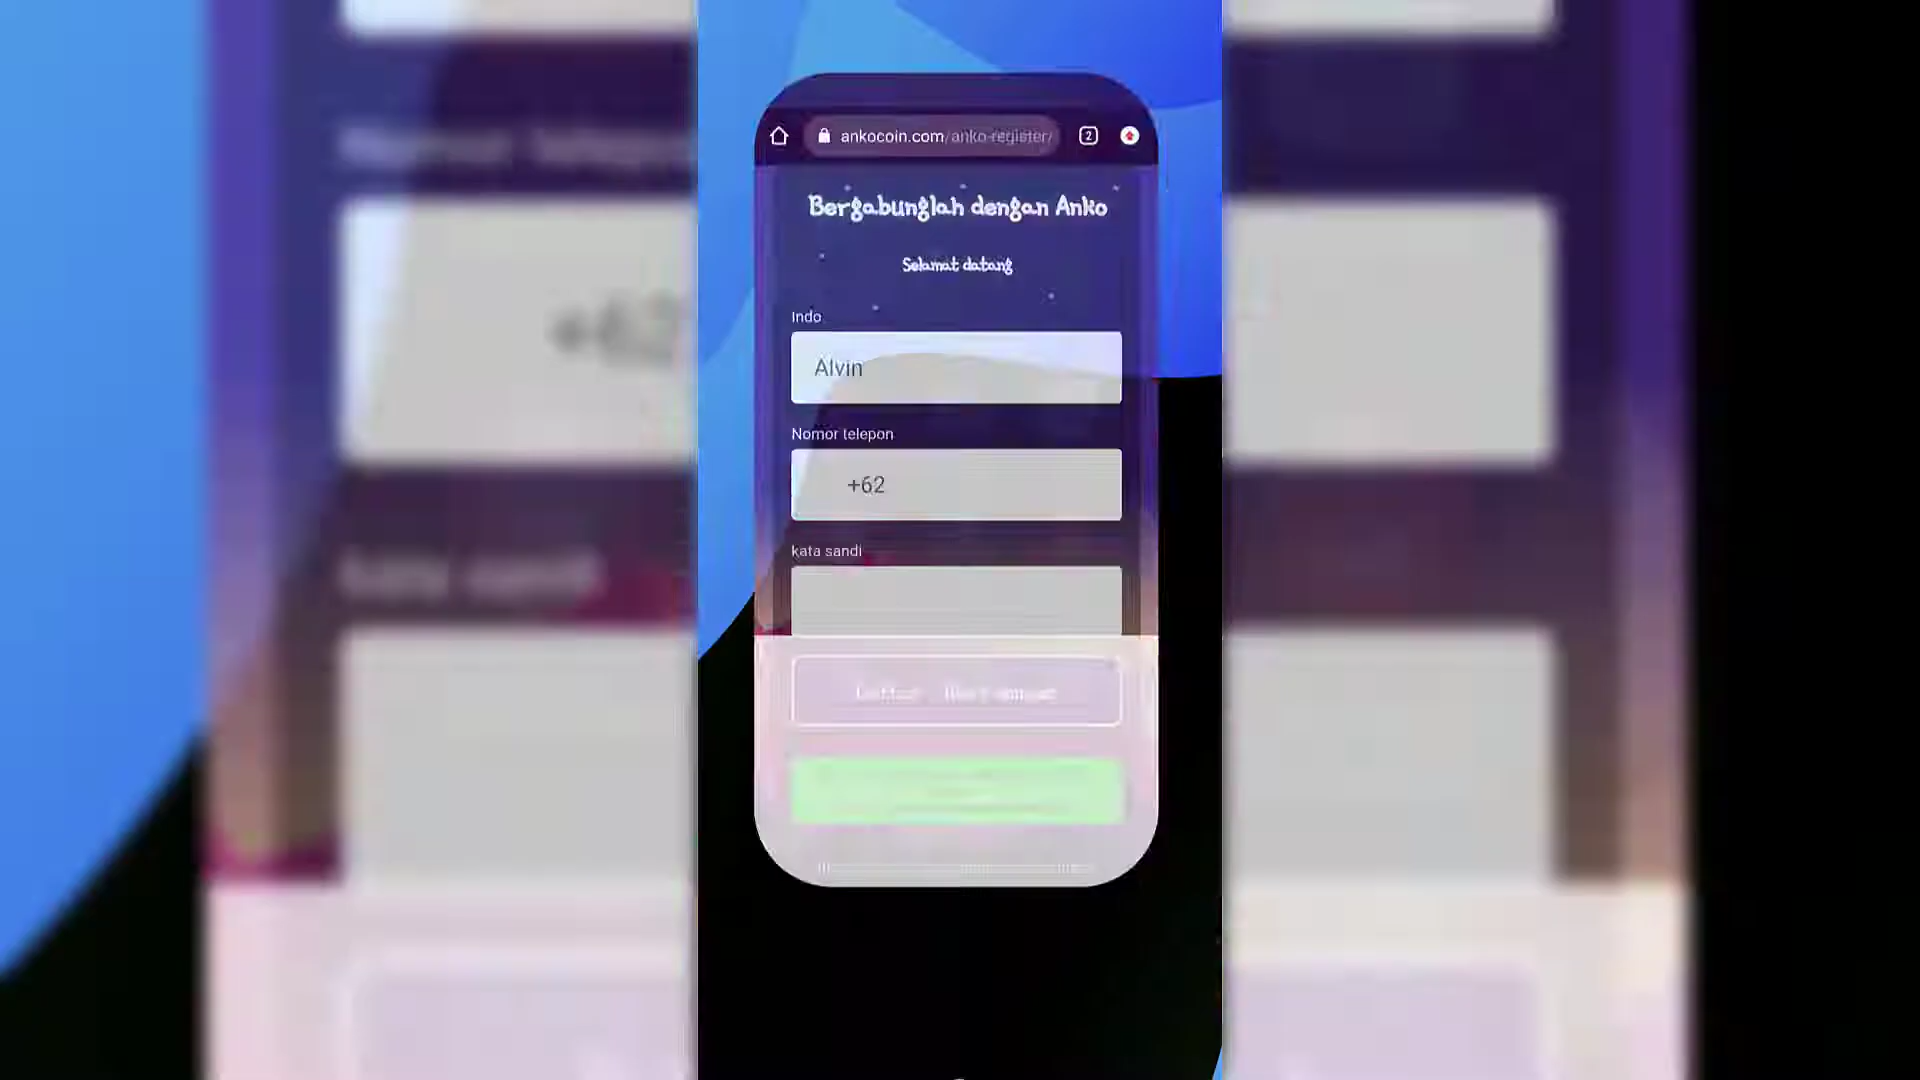 ankocoin.com/anko-register/
2
Bergabunglah dengan Anko
Selamat datang
Indo
Alvin
Nomor telepon
+62
kata sandi